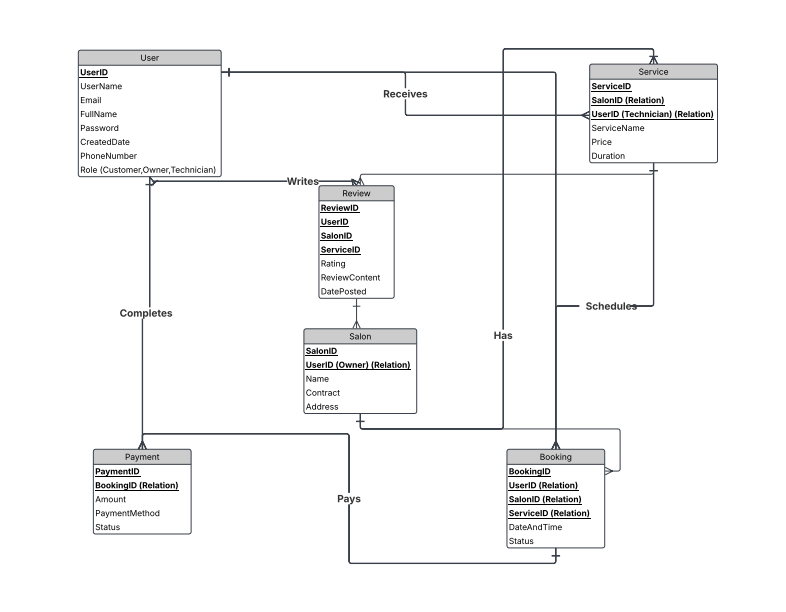 User
UserID
UserName
Email
FullName
Password
CreatedDate
PhoneNumber
Role (Customer,Owner,Technician)
Receives
Service
ServiceID
SalonID (Relation)
UserID (Technician) (Relation)
ServiceName
Price
Duration
Writes
Review
ReviewID
UserID
SalonID
ServiceID
Rating
ReviewContent
DatePosted
Completes
Schedules
Has
Salon
SalonID
UserID (Owner) (Relation)
Name
Contract
Address
Payment
PaymentID
BookingID (Relation)
Amount
PaymentMethod
Status
Pays
Booking
BookingID
UserID (Relation)
SalonID (Relation)
ServiceID (Relation)
DateAndTime
Status